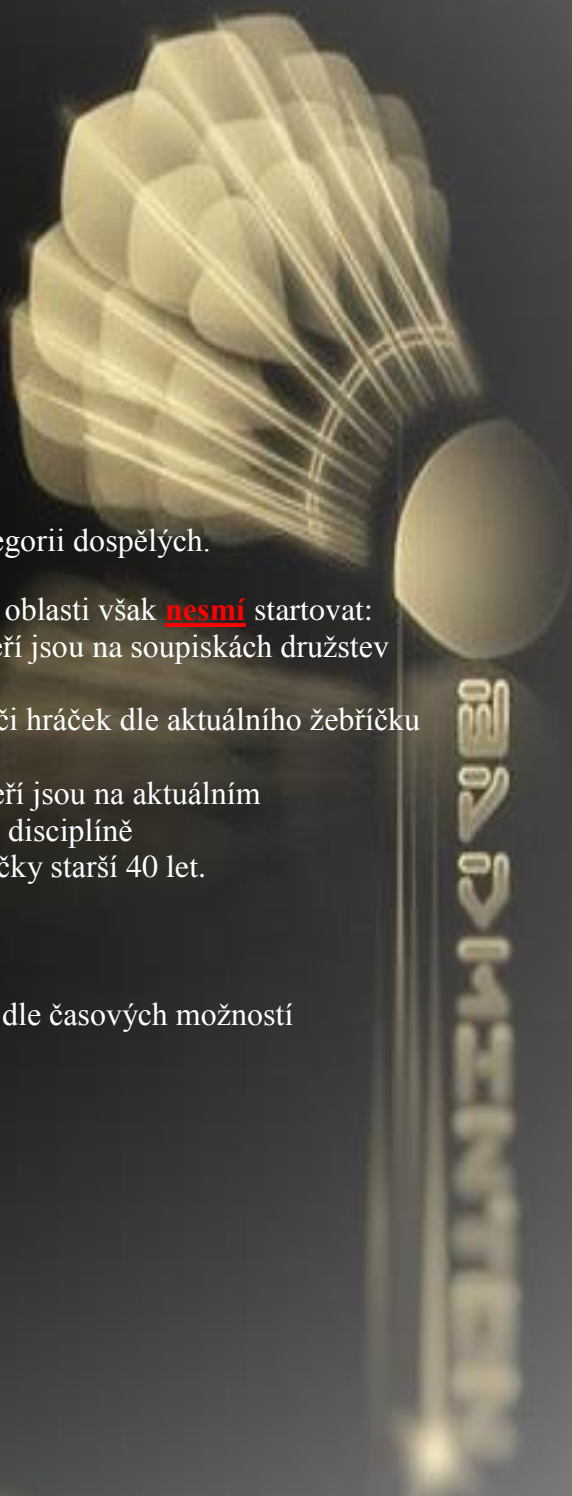 egorii dospělých.
oblasti však nesmí startovat:
eří jsou na soupiskách družstev
či hráček dle aktuálního žebříčku
eří jsou na aktuálním
disciplíně
čky starší 40 let.
dle časových možností